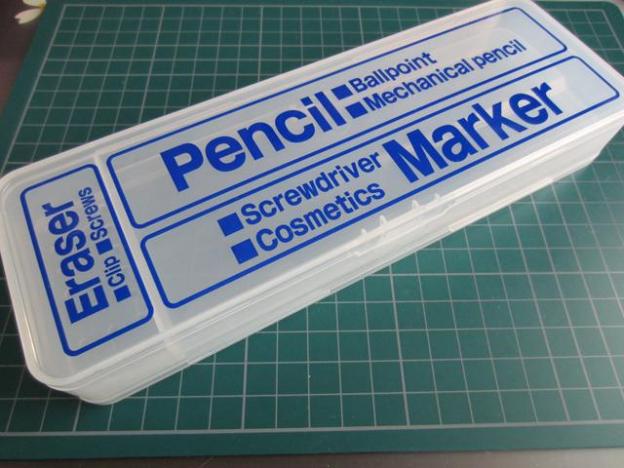 Eraser
■Clip ■Screws
Pencil
■Ballpoint
■Mechanical pencil
■Screwdriver
■Cosmetics
Marker